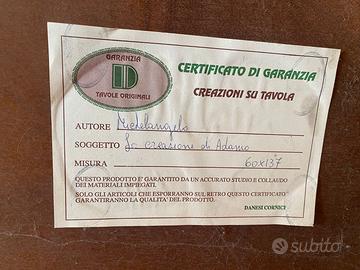 GARANZIA
D
TAVOLE ORIGINALI
CERTIFICATO DI GARANZIA
CREAZIONI SU TAVOLA
AUTORE Michelangelo
SOGGETTO La creazione di Adamo
MISURA 60x137
QUESTO PRODOTTO E' GARANTITO DA UN ACCURATO STUDIO E COLLAUDO
DEI MATERIALI IMPIEGATI.
SOLO GLI ARTICOLI CHE ESPORRANNO SUL RETRO QUESTO CERTIFICATO
GARANTIRANNO LA QUALITA' DEL PRODOTTO.
DANESI CORNICI
subito